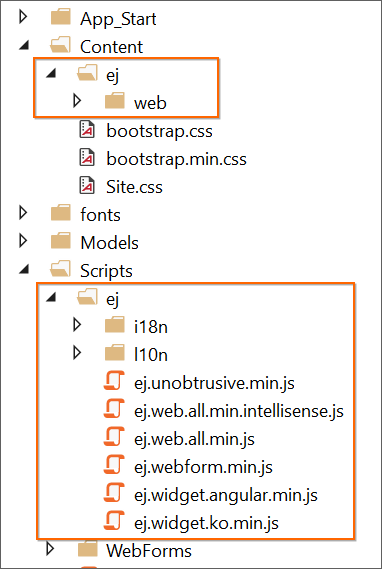 App_Start
Content
ej
web
bootstrap.css
bootstrap.min.css
Site.css
fonts
Models
Scripts
ej
i18n
l10n
ej.unobtrusive.min.js
ej.web.all.min.intellisense.js
ej.web.all.min.js
ej.webform.min.js
ej.widget.angular.min.js
ej.widget.ko.min.js
WebForms